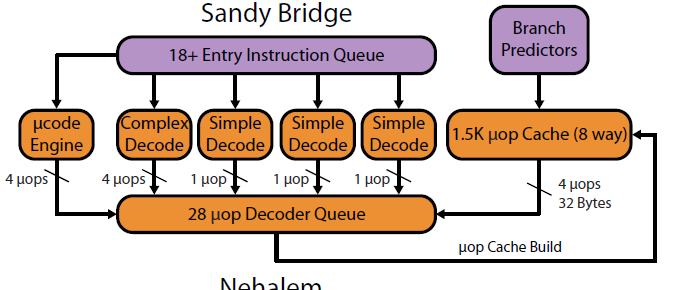 Sandy Bridge
18+ Entry Instruction Queue
Branch
Predictors
µcode
Engine
Complex
Decode
Simple
Decode
Simple
Decode
Simple
Decode
1.5K µop Cache (8 way)
4 µops
4 µops
1 µop
1 µop
1 µop
4 µops
32 Bytes
28 µop Decoder Queue
µop Cache Build
Nehalem